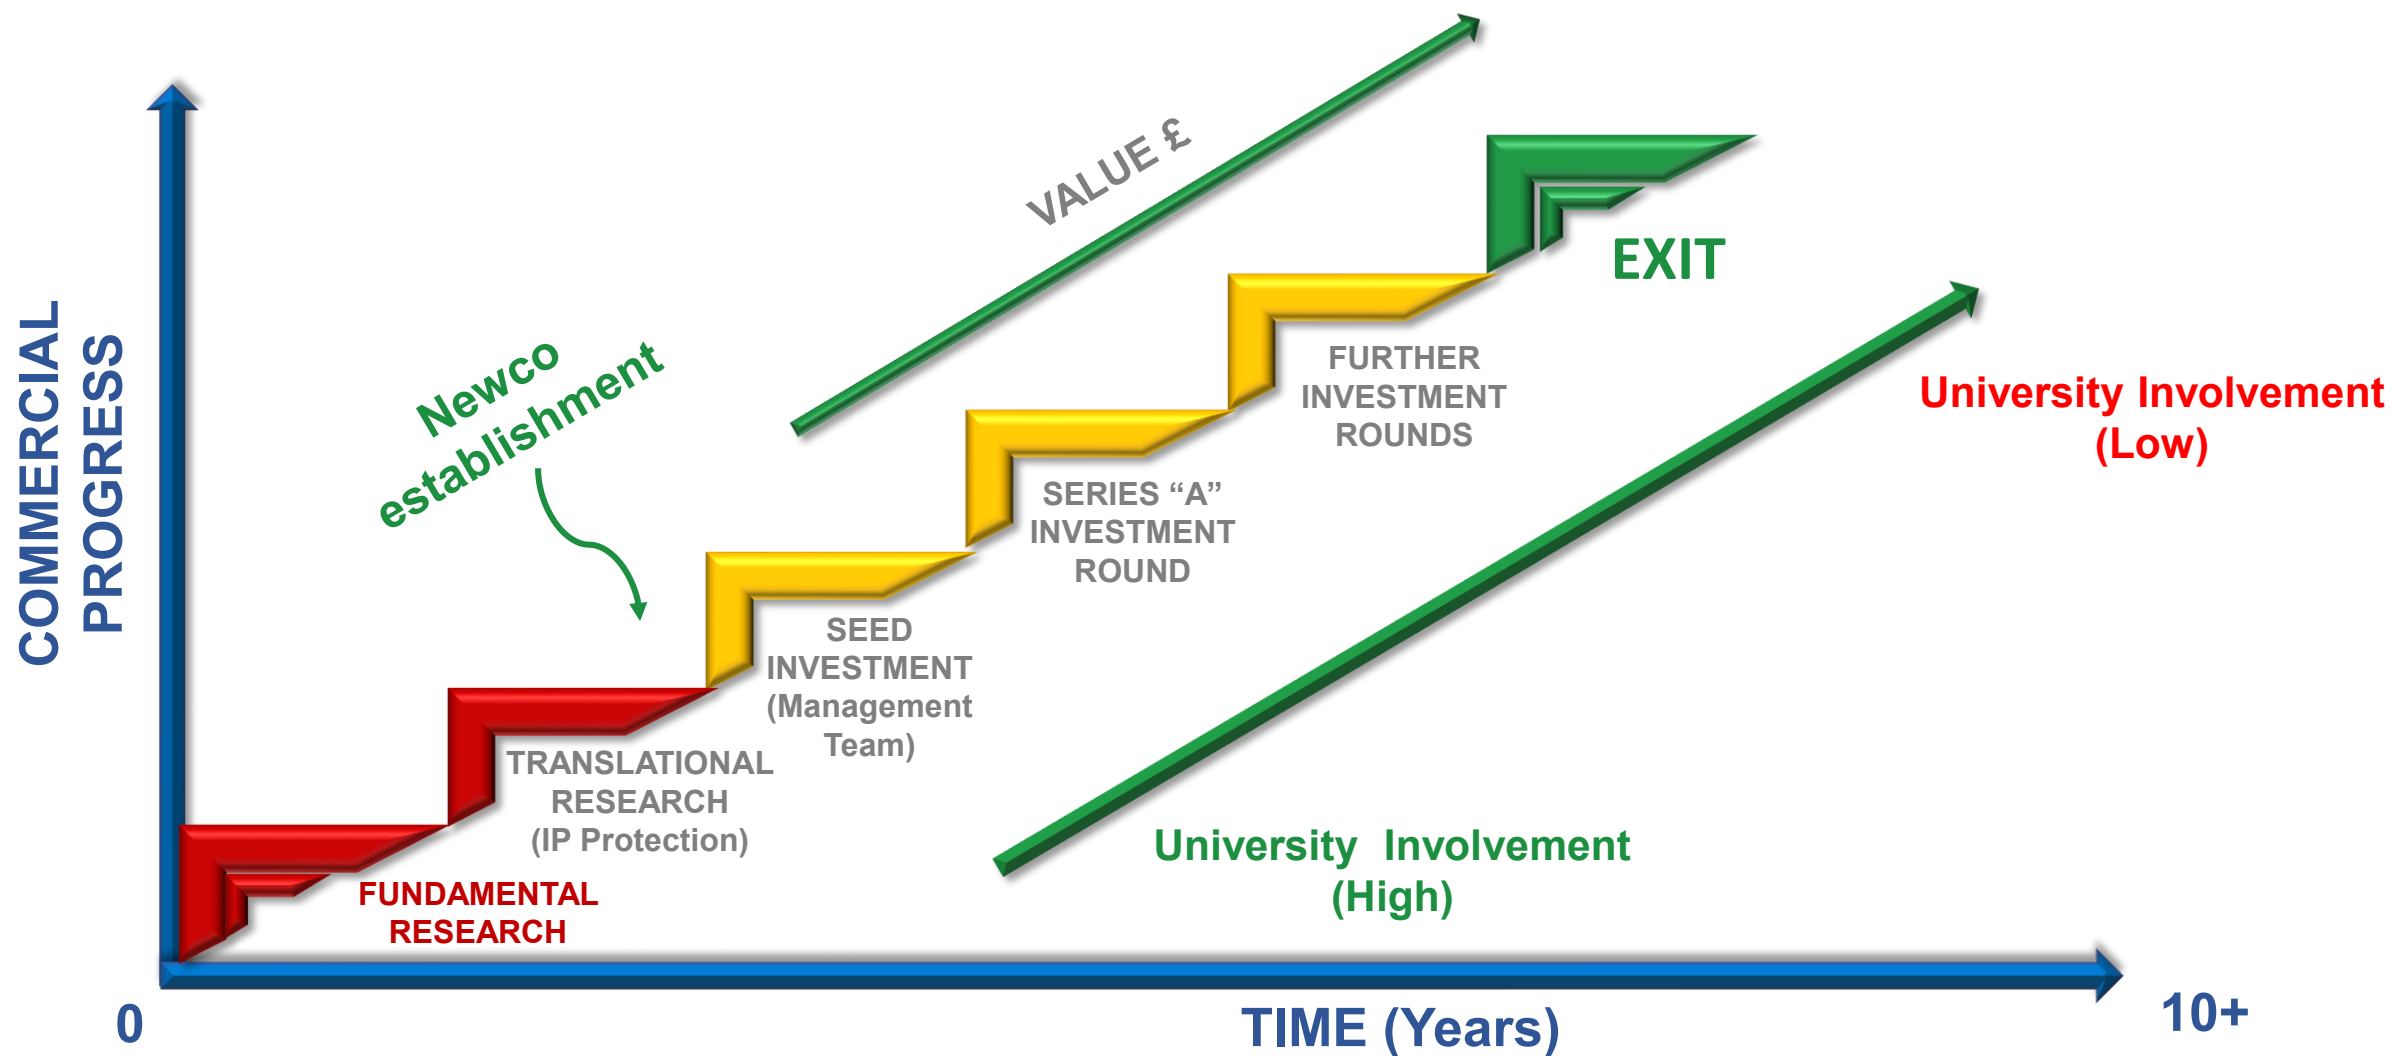 COMMERCIAL
PROGRESS
VALUE £
Newco
establishment
EXIT
FURTHER
INVESTMENT
ROUNDS
University Involvement
(Low)
SERIES “A”
INVESTMENT
ROUND
SEED
INVESTMENT
(Management
Team)
TRANSLATIONAL
RESEARCH
(IP Protection)
University Involvement
(High)
FUNDAMENTAL
RESEARCH
0
TIME (Years)
10+